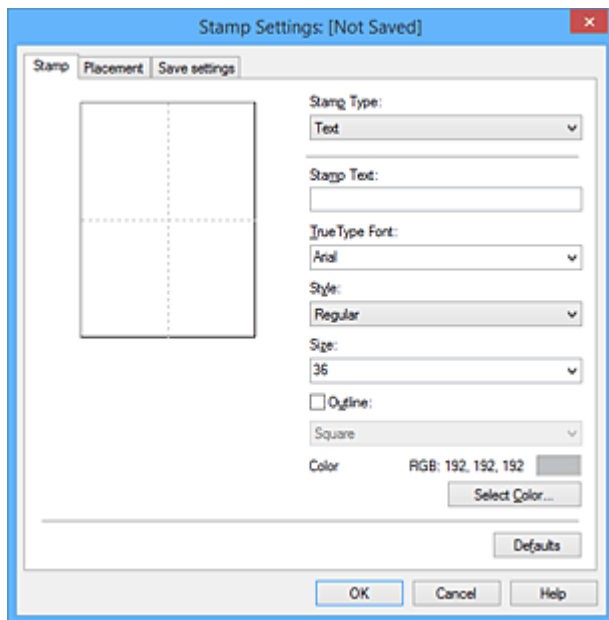 Stamp Settings: [Not Saved]
Stamp Placement Save settings
Stamp Type:
Text
Stamp Text:
TrueType Font:
Arial
Style:
Regular
Size:
36
Outline:
Square
Color RGB: 192, 192, 192
Select Color...
Defaults
OK Cancel Help